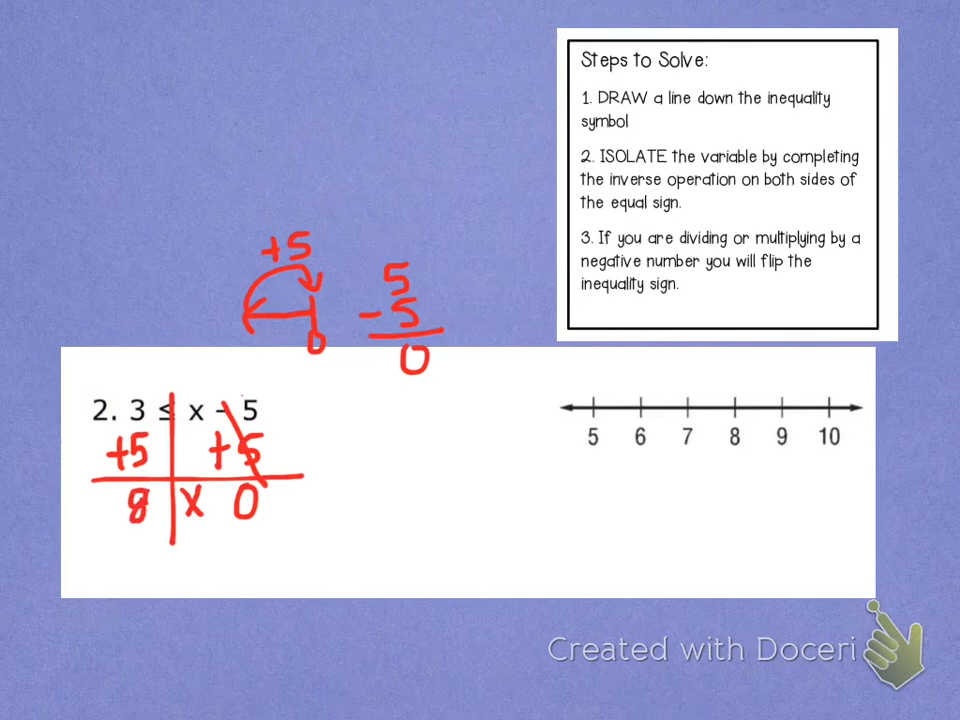 Steps to Solve:
1. DRAW a line down the inequality
symbol
2. ISOLATE the variable by completing
the inverse operation on both sides of
the equal sign.
3. If you are dividing or multiplying by a
negative number you will flip the
inequality sign.
+5
0
5
- 5
0
2. 3 ≤ x - 5
+5 +5
8 x 0
5 6 7 8 9 10
Created with Doceri